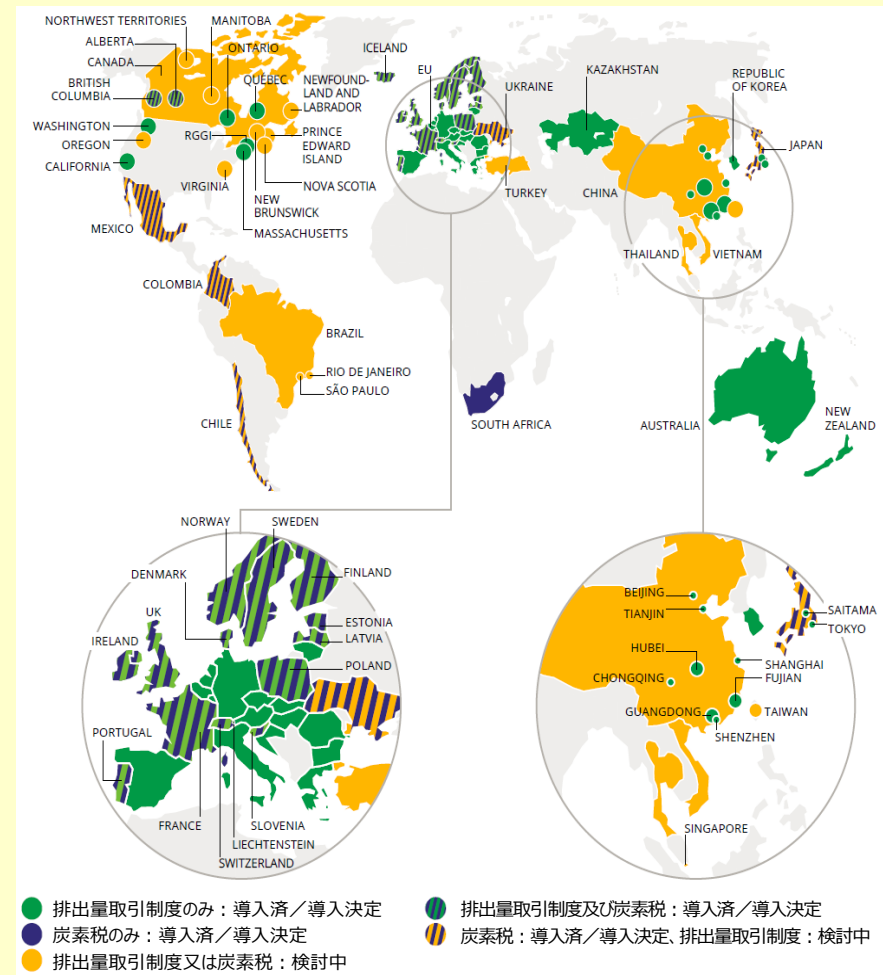 NORTHWEST TERRITORIES
MANITOBA
ALBERTA
ONTARIO
CANADA
BRITISH
COLUMBIA
QUÉBEC
NEWFOUND-
LAND AND
LABRADOR
WASHINGTON
OREGON
RGGI
PRINCE
EDWARD
ISLAND
CALIFORNIA
VIRGINIA
NOVA SCOTIA
NEW
BRUNSWICK
MASSACHUSETTS
MEXICO
COLOMBIA
BRAZIL
RIO DE JANEIRO
SÃO PAULO
CHILE
ICELAND
EU
UKRAINE
KAZAKHSTAN
REPUBLIC
OF KOREA
JAPAN
TURKEY
CHINA
THAILAND
VIETNAM
SOUTH AFRICA
AUSTRALIA
NEW
ZEALAND
NORWAY
SWEDEN
DENMARK
FINLAND
UK
ESTONIA
IRELAND
LATVIA
POLAND
PORTUGAL
FRANCE
SLOVENIA
LIECHTENSTEIN
SWITZERLAND
BEIJING
TIANJIN
SAITAMA
TOKYO
HUBEI
SHANGHAI
CHONGQING
FUJIAN
GUANGDONG
TAIWAN
SHENZHEN
SINGAPORE
排出量取引制度のみ：導入済／導入決定
炭素税のみ：導入済／導入決定
排出量取引制度又は炭素税：検討中
排出量取引制度及び炭素税：導入済／導入決定
炭素税：導入済／導入決定、排出量取引制度：検討中